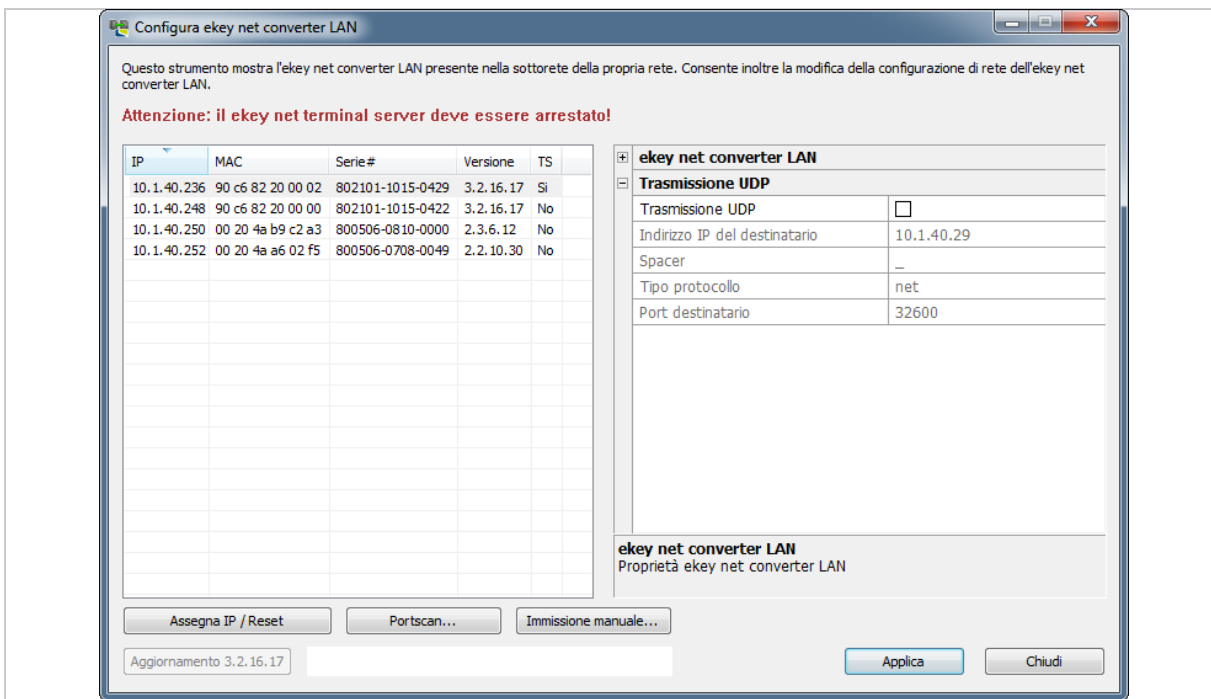 Configura ekey net converter LAN
Questo strumento mostra l'ekey net converter LAN presente nella sottorete della propria rete. Consente inoltre la modifica della configurazione di rete dell'ekey net
converter LAN.
Attenzione: il ekey net terminal server deve essere arrestato!
IP MAC Serie# Versione TS
10.1.40.236 90 c6 82 20 00 02 802101-1015-0429 3.2.16.17 Si
10.1.40.248 90 c6 82 20 00 00 802101-1015-0422 3.2.16.17 No
10.1.40.250 00 20 4a b9 c2 a3 800506-0810-0000 2.3.6.12 No
10.1.40.252 00 20 4a a6 02 f5 800506-0708-0049 2.2.10.30 No
ekey net converter LAN
Trasmissione UDP
Trasmissione UDP
Indirizzo IP del destinatario 10.1.40.29
Spacer _
Tipo protocollo net
Port destinatario 32600
ekey net converter LAN
Proprietà ekey net converter LAN
Assegna IP / Reset Portscan... Immissione manuale...
Aggiornamento 3.2.16.17 Applica Chiudi